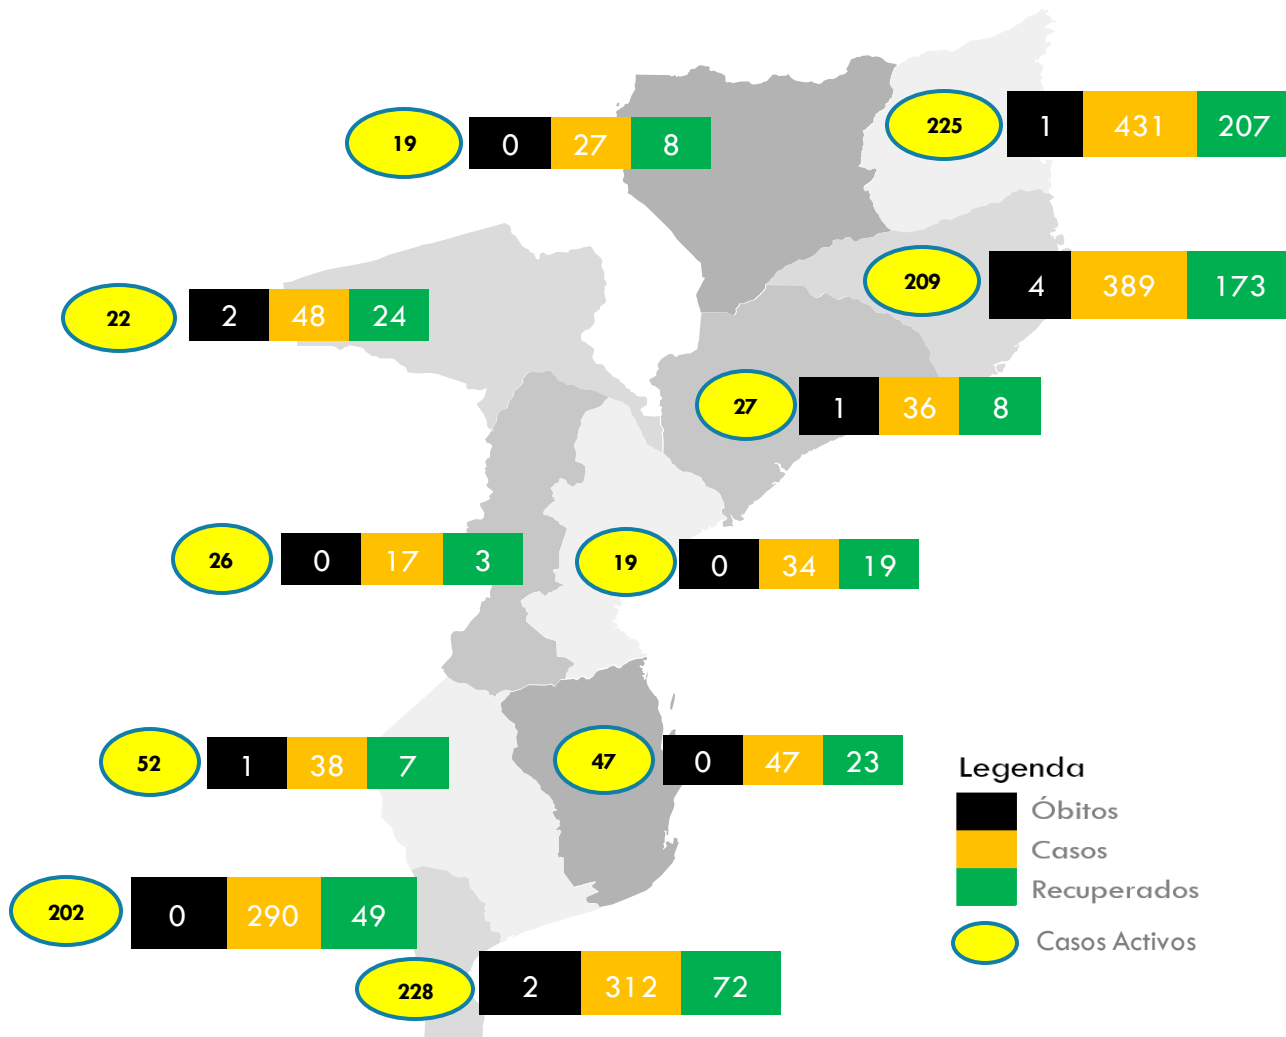 225 1 431 207
19 0 27 8
209 4 389 173
22 2 48 24
27 1 36 8
26 0 17 3
19 0 34 19
52 1 38 7
47 0 47 23
Legenda
Óbitos
Casos
Recuperados
Casos Activos
202 0 290 49
228 2 312 72